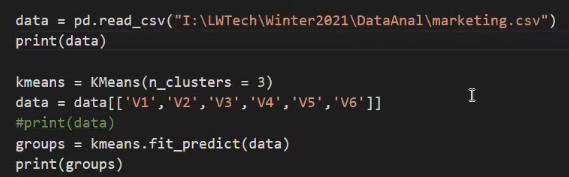 data = pd.read_csv("I:\LWTech\Winter2021\DataAnal\marketing.csv")
print(data)
kmeans = KMeans(n_clusters = 3)
data = data[['V1','V2','V3','V4','V5','V6']]
#print(data)
groups = kmeans.fit_predict(data)
print(groups)